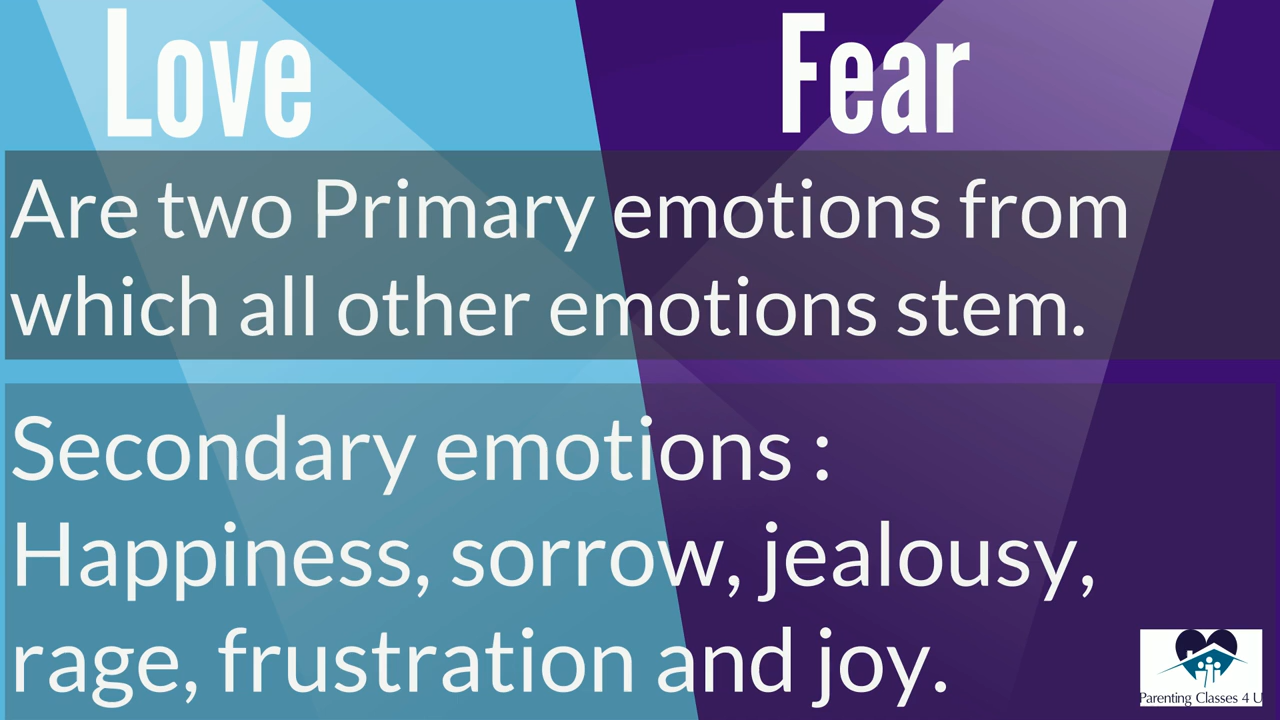 Love Fear
Are two Primary emotions from
which all other emotions stem.
Secondary emotions :
Happiness, sorrow, jealousy,
rage, frustration and joy.
Parenting Classes 4 U